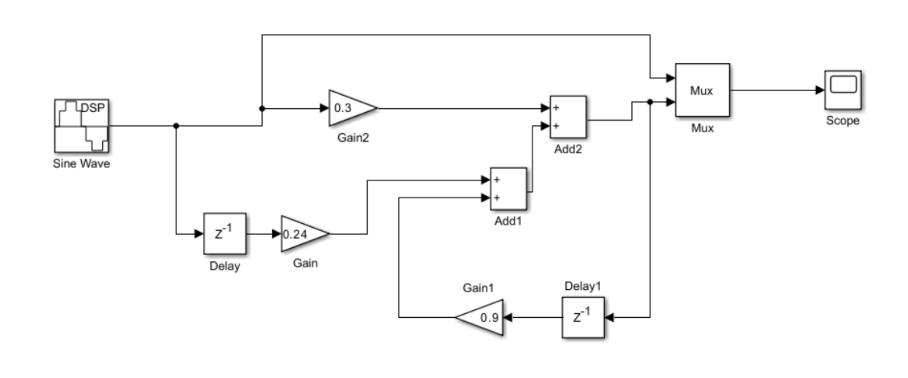 DSP
Sine Wave
0.3
Gain2
+
+
Add2
Mux
Mux
Scope
+
+
Add1
Z-1
Delay
0.24
Gain
Gain1
0.9
Delay1
Z-1